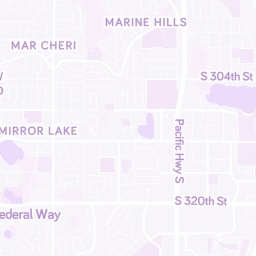 MARINE HILLS
MAR CHERI
S 304th St
MIRROR LAKE
Pacific Hwy S
S 320th St
ederal Way